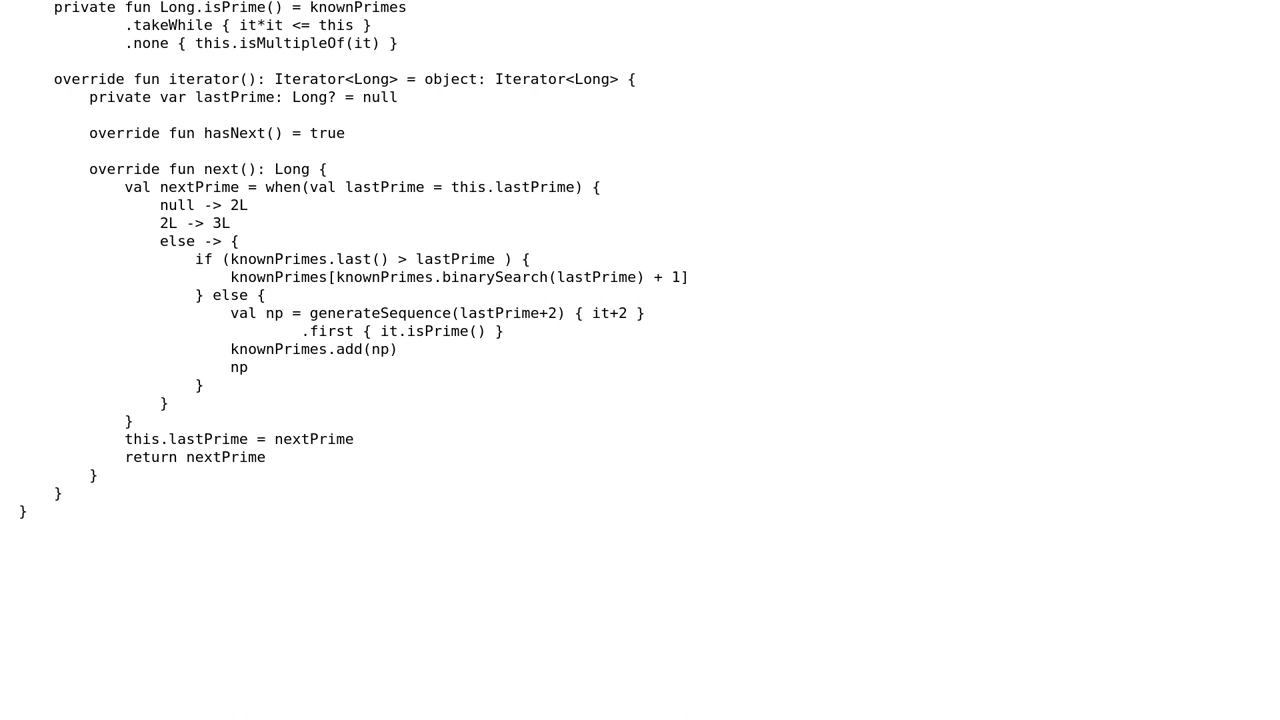 private fun Long.isPrime() = knownPrimes
            .takeWhile { it*it <= this }
            .none { this.isMultipleOf(it) }

    override fun iterator(): Iterator<Long> = object: Iterator<Long> {
        private var lastPrime: Long? = null

        override fun hasNext() = true

        override fun next(): Long {
            val nextPrime = when(val lastPrime = this.lastPrime) {
                null -> 2L
                2L -> 3L
                else -> {
                    if (knownPrimes.last() > lastPrime ) {
                        knownPrimes[knownPrimes.binarySearch(lastPrime) + 1]
                    } else {
                        val np = generateSequence(lastPrime+2) { it+2 }
                                .first { it.isPrime() }
                        knownPrimes.add(np)
                        np
                    }
                }
            }
            this.lastPrime = nextPrime
            return nextPrime
        }
    }
}